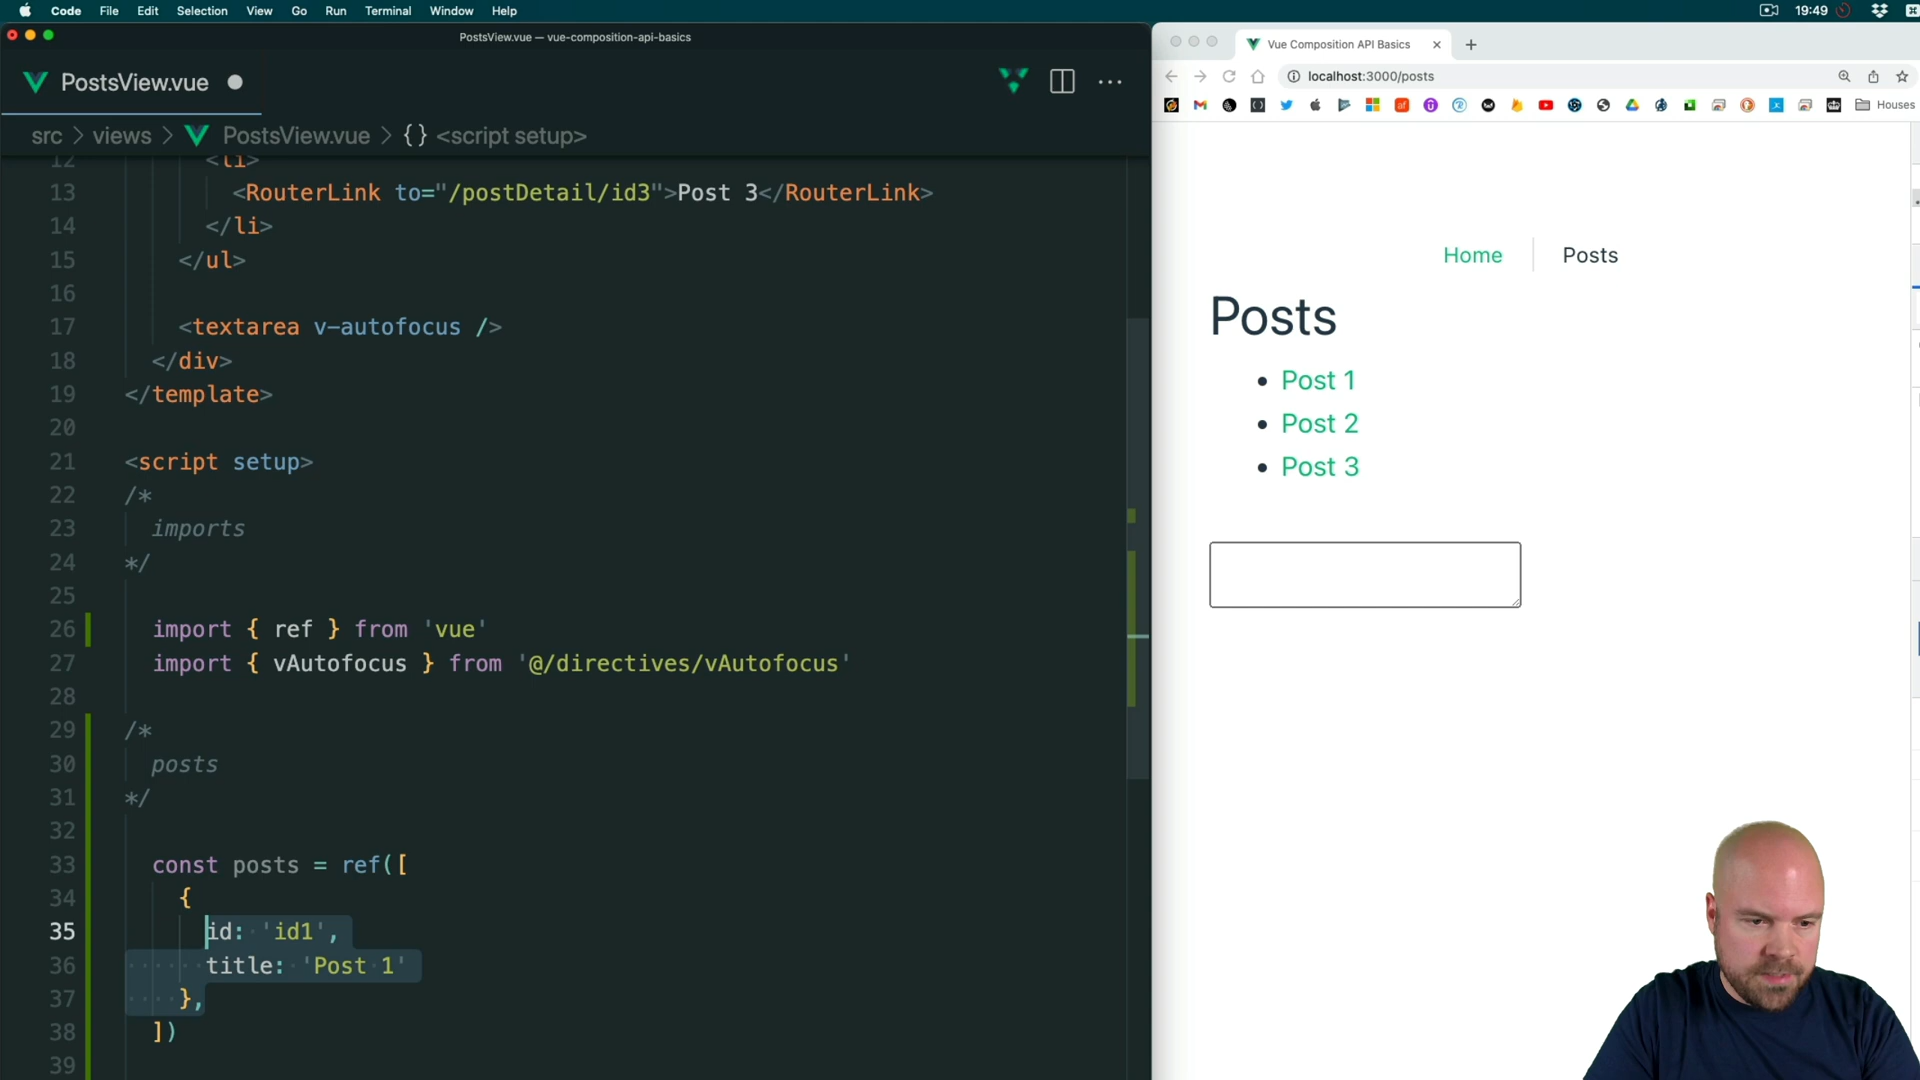 Code File Edit Selection View Go Run Terminal Window Help
19:49
PostsView.vue — vue-composition-api-basics
PostsView.vue
src > views > PostsView.vue > {} <script setup>
12 <li>
13 <RouterLink to="/postDetail/id3">Post 3</RouterLink>
14 </li>
15 </ul>
16
17 <textarea v-autofocus />
18 </div>
19 </template>
20
21 <script setup>
22 /*
23 imports
24 */
25
26 import { ref } from 'vue'
27 import { vAutofocus } from '@/directives/vAutofocus'
28
29 /*
30 posts
31 */
32
33 const posts = ref([
34 {
35 id: 'id1',
36 title: 'Post 1'
37 },
38 ])
39
Vue Composition API Basics
localhost:3000/posts
Houses
Home
Posts
Posts
Post 1
Post 2
Post 3